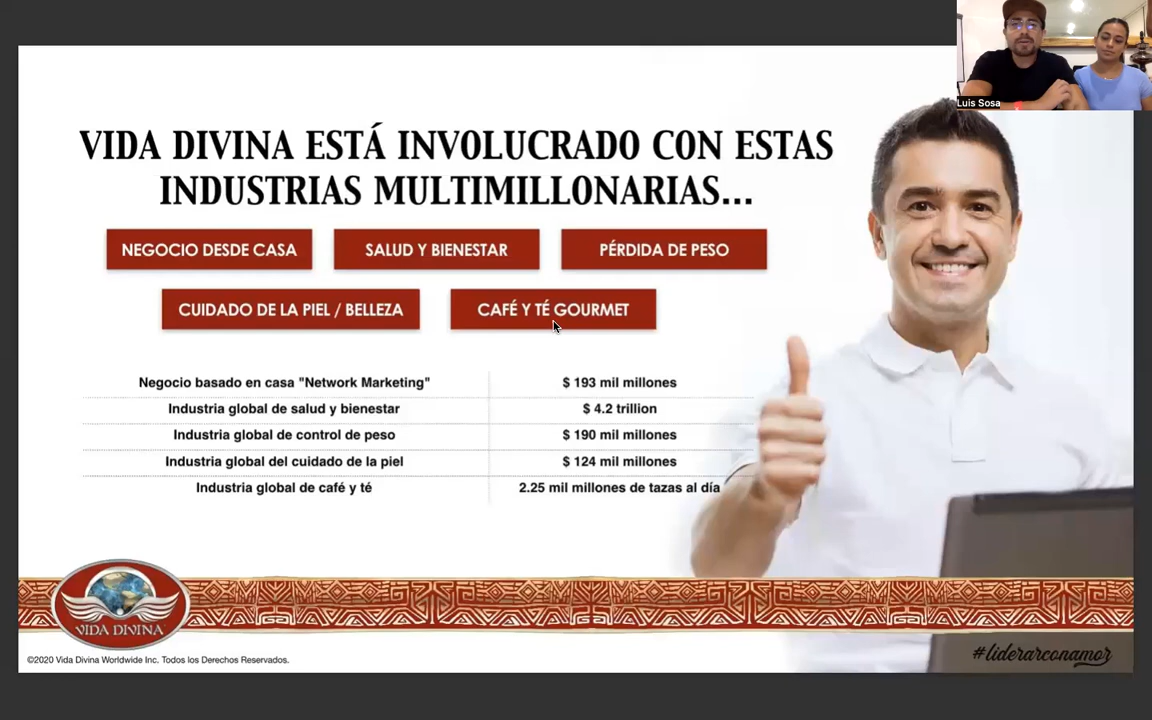 Luis Sosa
VIDA DIVINA ESTÁ INVOLUCRADO CON ESTAS
INDUSTRIAS MULTIMILLONARIAS...
NEGOCIO DESDE CASA
SALUD Y BIENESTAR
PÉRDIDA DE PESO
CUIDADO DE LA PIEL / BELLEZA
CAFÉ Y TÉ GOURMET
Negocio basado en casa "Network Marketing" $ 193 mil millones
Industria global de salud y bienestar $ 4.2 trillion
Industria global de control de peso $ 190 mil millones
Industria global del cuidado de la piel $ 124 mil millones
Industria global de café y té 2.25 mil millones de tazas al día
VIDA DIVINA
#liderarconamor
©2020 Vida Divina Worldwide Inc. Todos los Derechos Reservados.